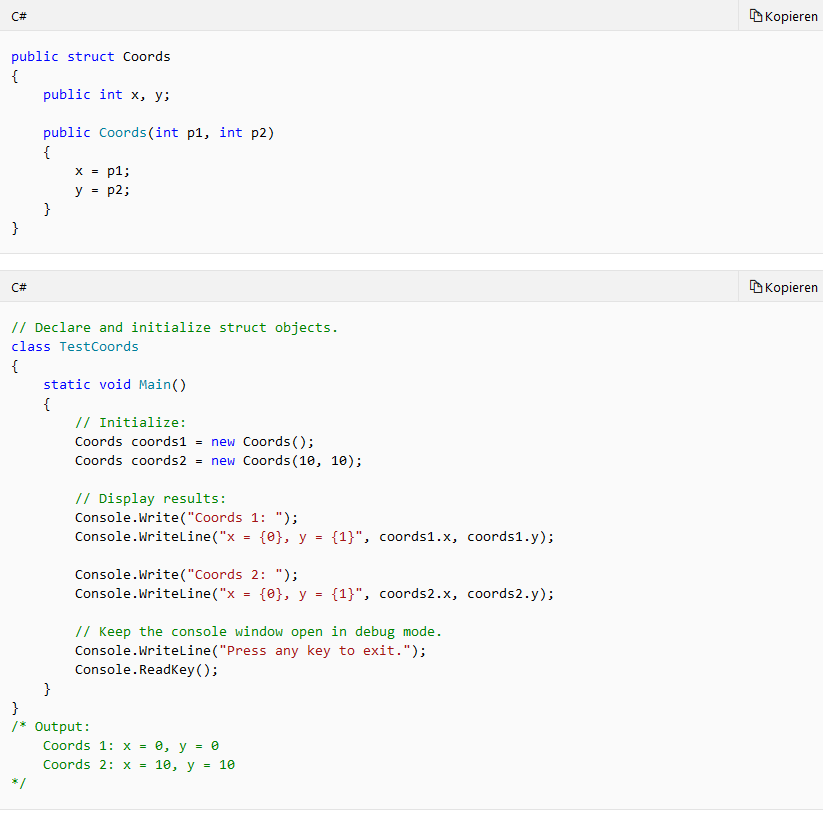 C# Kopieren
public struct Coords
{
    public int x, y;

    public Coords(int p1, int p2)
    {
        x = p1;
        y = p2;
    }
}
C# Kopieren
// Declare and initialize struct objects.
class TestCoords
{
    static void Main()
    {
        // Initialize:
        Coords coords1 = new Coords();
        Coords coords2 = new Coords(10, 10);

        // Display results:
        Console.Write("Coords 1: ");
        Console.WriteLine("x = {0}, y = {1}", coords1.x, coords1.y);

        Console.Write("Coords 2: ");
        Console.WriteLine("x = {0}, y = {1}", coords2.x, coords2.y);

        // Keep the console window open in debug mode.
        Console.WriteLine("Press any key to exit.");
        Console.ReadKey();
    }
}
/* Output:
    Coords 1: x = 0, y = 0
    Coords 2: x = 10, y = 10
*/